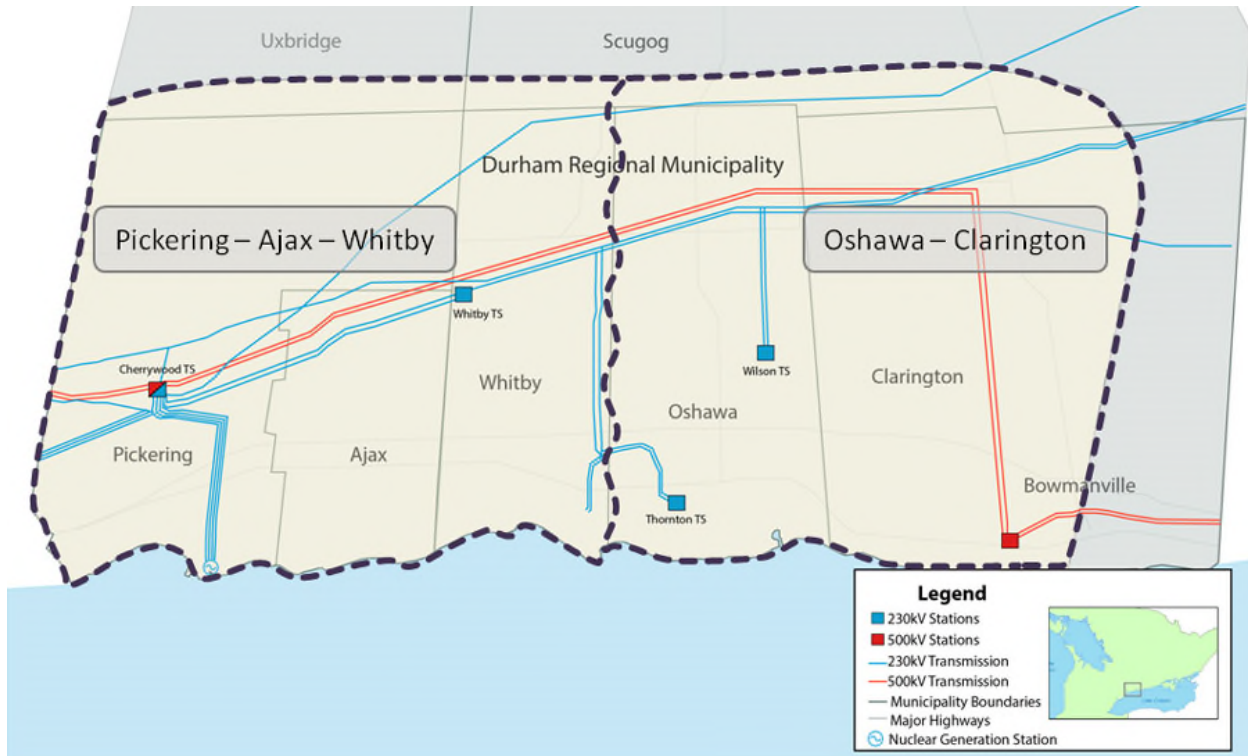 Uxbridge
Scugog
Durham Regional Municipality
Pickering – Ajax – Whitby
Oshawa – Clarington
Whitby TS
Cherrywood TS
Wilson TS
Whitby
Clarington
Oshawa
Pickering
Ajax
Bowmanville
Thornton TS
Legend
230kV Stations
500kV Stations
230kV Transmission
500kV Transmission
Municipality Boundaries
Major Highways
Nuclear Generation Station